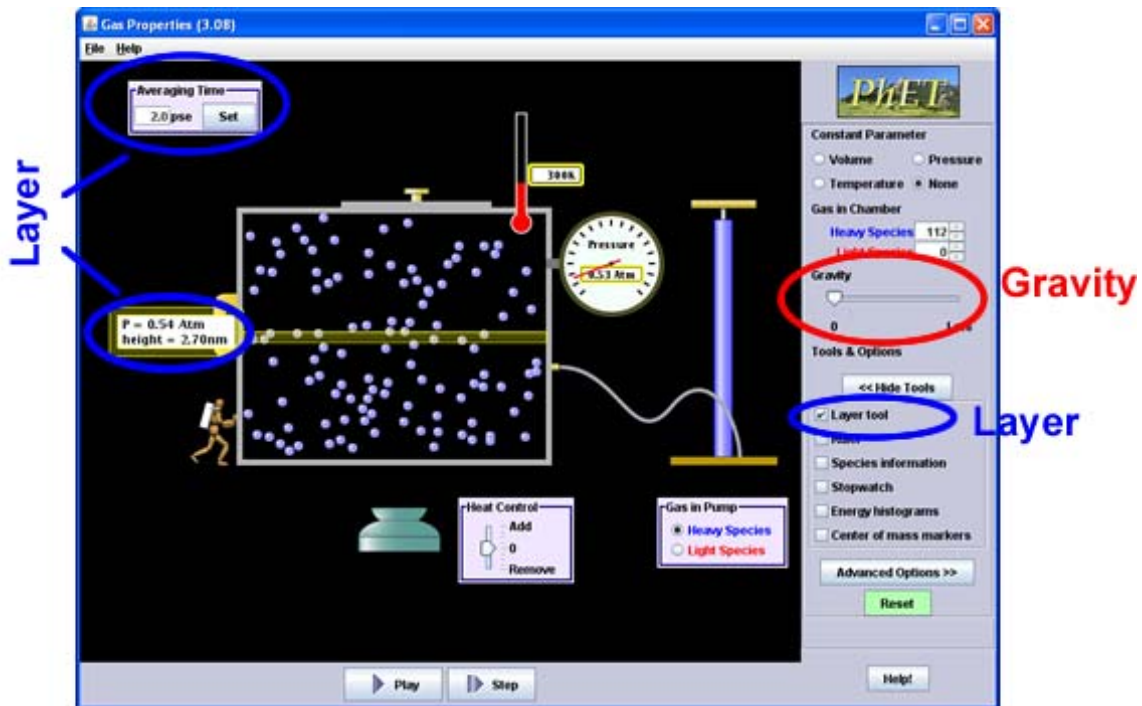 Gas Properties (3.08)
File Help
Averaging Time
2.0 pse Set
Layer
300K
Pressure
0.53 Atm
P = 0.54 Atm
height = 2.70nm
Heat Control
Add
0
Remove
Gas in Pump
Heavy Species
Light Species
Play Step
PhET
Constant Parameter
Volume Pressure
Temperature None
Gas in Chamber
Heavy Species 112
Light Species 0
Gravity
Gravity
0
Tools & Options
<< Hide Tools
Layer tool
Layer
Species information
Stopwatch
Energy histograms
Center of mass markers
Advanced Options >>
Reset
Help!